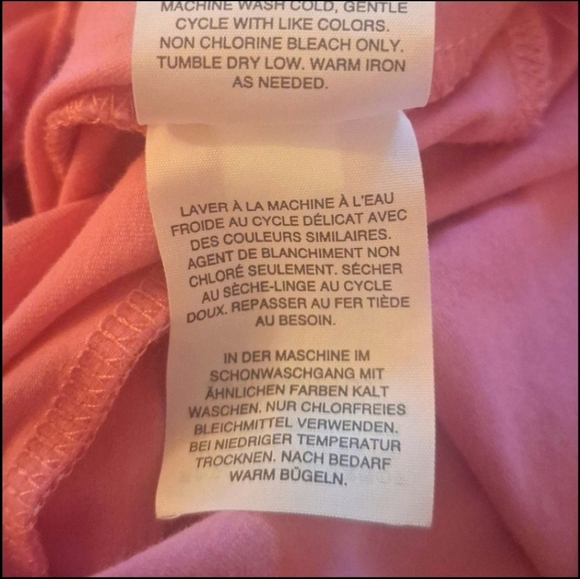 MACHINE WASH COLD, GENTLE
CYCLE WITH LIKE COLORS.
NON CHLORINE BLEACH ONLY.
TUMBLE DRY LOW. WARM IRON
AS NEEDED.
LAVER À LA MACHINE À L'EAU
FROIDE AU CYCLE DÉLICAT AVEC
DES COULEURS SIMILAIRES.
AGENT DE BLANCHIMENT NON
CHLORÉ SEULEMENT. SÉCHER
AU SÈCHE-LINGE AU CYCLE
DOUX. REPASSER AU FER TIÈDE
AU BESOIN.
IN DER MASCHINE IM
SCHONWASCHGANG MIT
ÄHNLICHEN FARBEN KALT
WASCHEN. NUR CHLORFREIES
BLEICHMITTEL VERWENDEN.
BEI NIEDRIGER TEMPERATUR
TROCKNEN. NACH BEDARF
WARM BÜGELN.